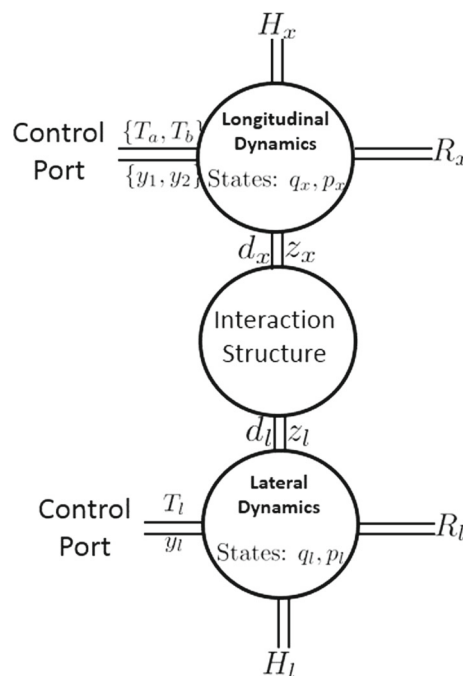 H_x
Control
Port
{T_a, T_b}
{y_1, y_2}
Longitudinal
Dynamics
States: q_x, p_x
R_x
d_x z_x
Interaction
Structure
d_l z_l
Control
Port
T_l
y_l
Lateral
Dynamics
States: q_l, p_l
R_l
H_l